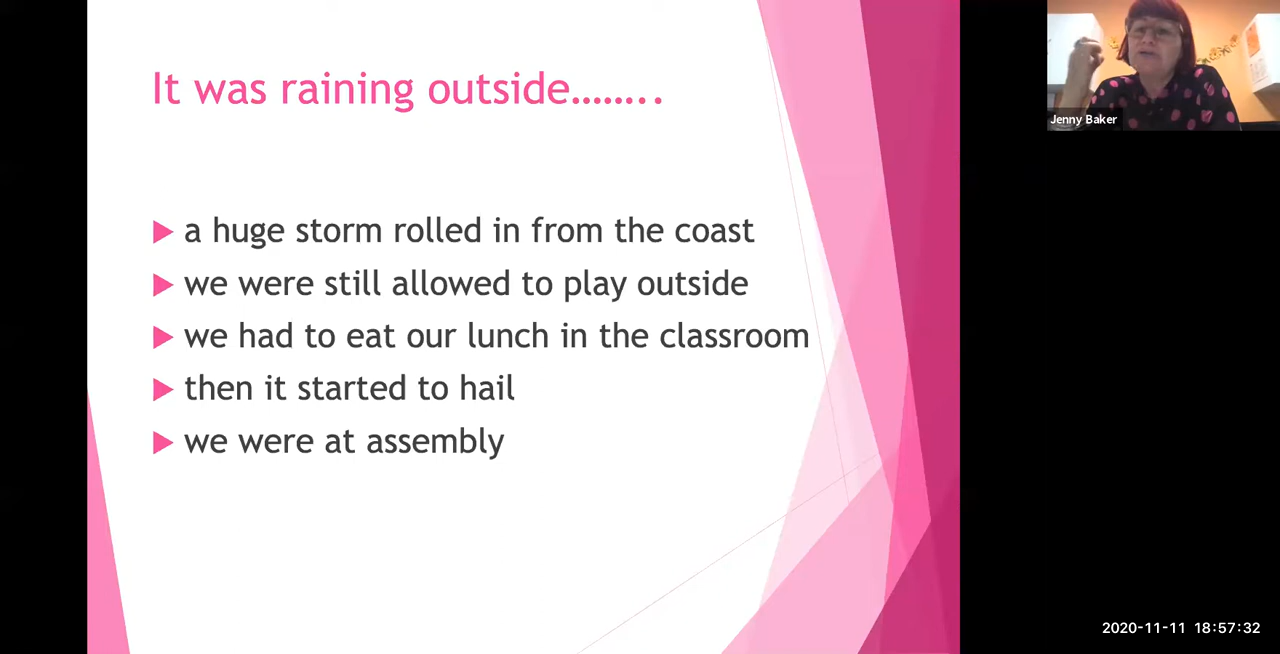 It was raining outside……..
a huge storm rolled in from the coast
we were still allowed to play outside
we had to eat our lunch in the classroom
then it started to hail
we were at assembly
Jenny Baker
2020-11-11 18:57:32